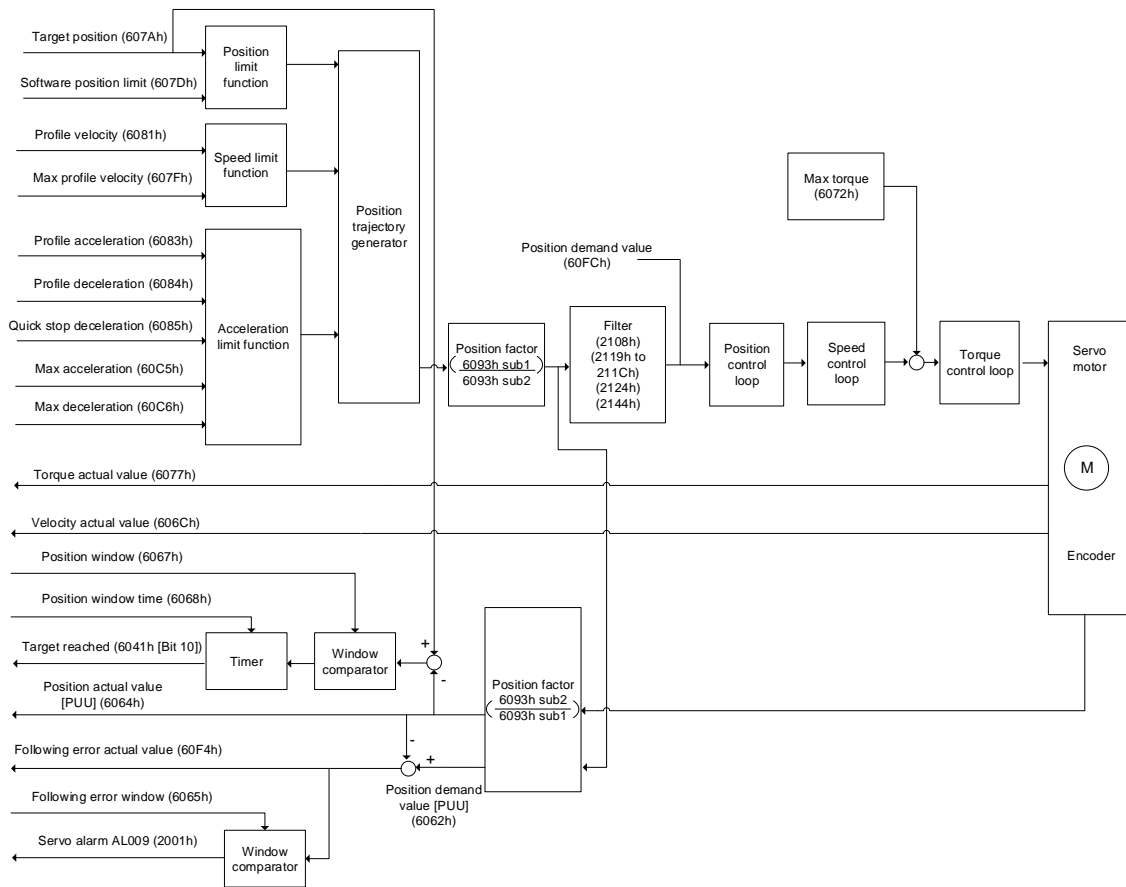 Target position (607Ah)
Software position limit (607Dh)
Position
limit
function
Profile velocity (6081h)
Max profile velocity (607Fh)
Speed limit
function
Profile acceleration (6083h)
Profile deceleration (6084h)
Quick stop deceleration (6085h)
Max acceleration (60C5h)
Max deceleration (60C6h)
Acceleration
limit function
Position
trajectory
generator
Position factor
( 6093h sub1 )
6093h sub2
Filter
(2108h)
(2119h to
211Ch)
(2124h)
(2144h)
Position demand value
(60FCh)
Position
control
loop
Speed
control
loop
Max torque
(6072h)
Torque
control loop
Servo
motor
M
Encoder
Torque actual value (6077h)
Velocity actual value (606Ch)
Position window (6067h)
Position window time (6068h)
Target reached (6041h [Bit 10])
Timer
Window
comparator
+
-
Position actual value
[PUU] (6064h)
Position factor
( 6093h sub2 )
6093h sub1
-
+
Following error actual value (60F4h)
Position demand
value [PUU]
(6062h)
Following error window (6065h)
Servo alarm AL009 (2001h)
Window
comparator